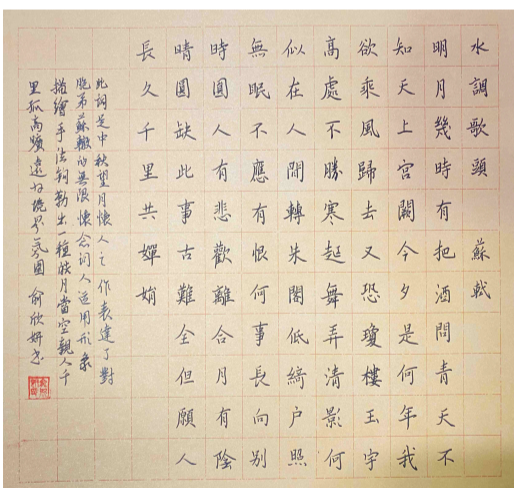 水調歌頭 蘇軾
明月幾時有把酒問青天不
知天上宮闕今夕是何年我
欲乘風歸去又恐瓊樓玉宇
高處不勝寒起舞弄清影何
似在人間轉朱閣低綺户照
無眠不應有恨何事長向别
時圓人有悲歡離合月有陰
晴圓缺此事古難全但願人
長久千里共嬋娟
此詞是中秋望月懷人之作表達了對
胞弟蘇轍的無限懷念詞人运用形象
描繪手法勾勒出一種皓月當空親人千
里孤高曠遠的境界氛圍 俞欣妍書